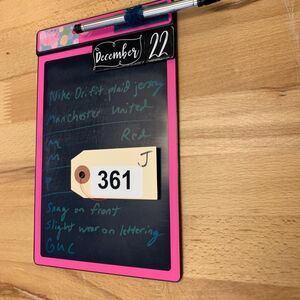 December 22
Nike Dri.Fit plaid jersey
Manchester United
M Red
M
J
361
Snag on front
Slight wear on lettering
GUC